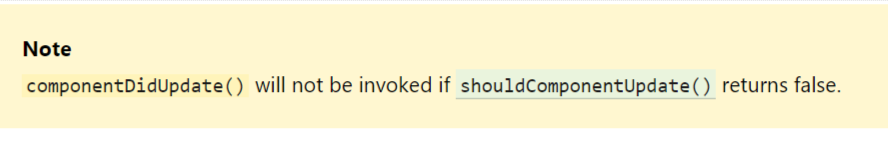 Note
componentDidUpdate() will not be invoked if shouldComponentUpdate() returns false.